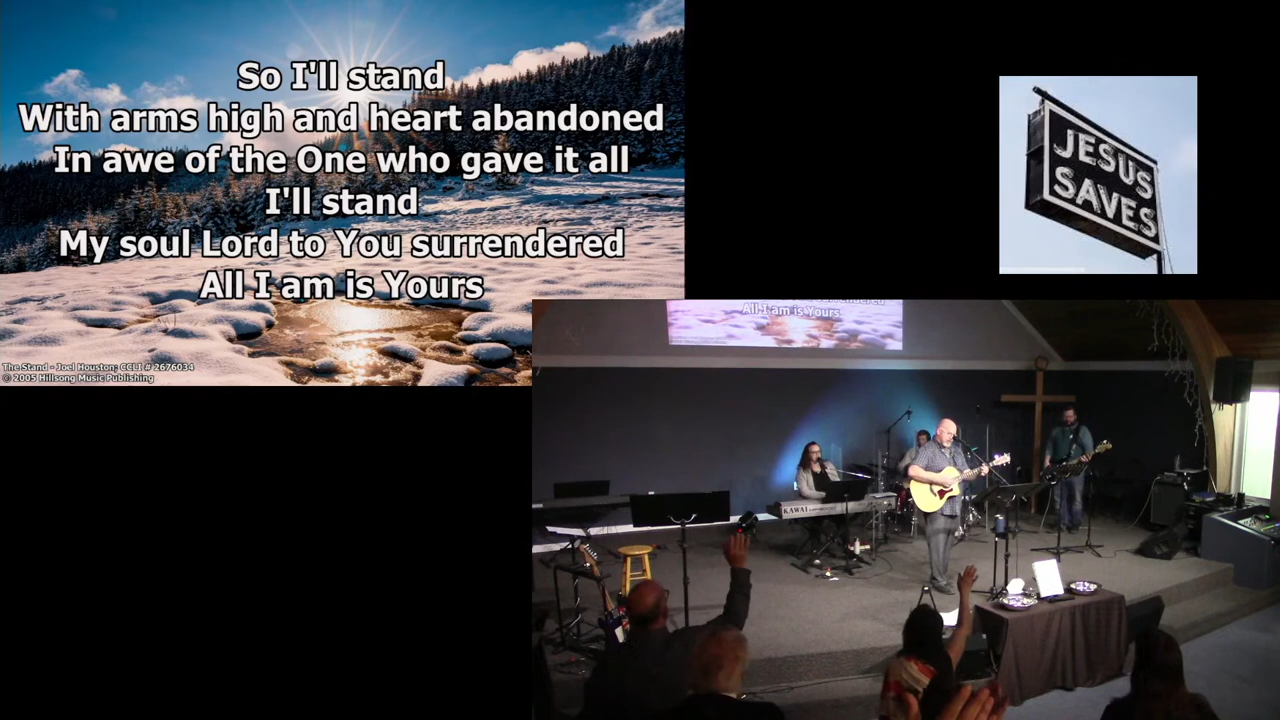 So I'll stand
With arms high and heart abandoned
In awe of the One who gave it all
I'll stand
My soul Lord to You surrendered
All I am is Yours
The Stand - Joel Houston; CCLI # 2676034
© 2005 Hillsong Music Publishing
JESUS
SAVES
surrendered
All I am is Yours
KAWAI